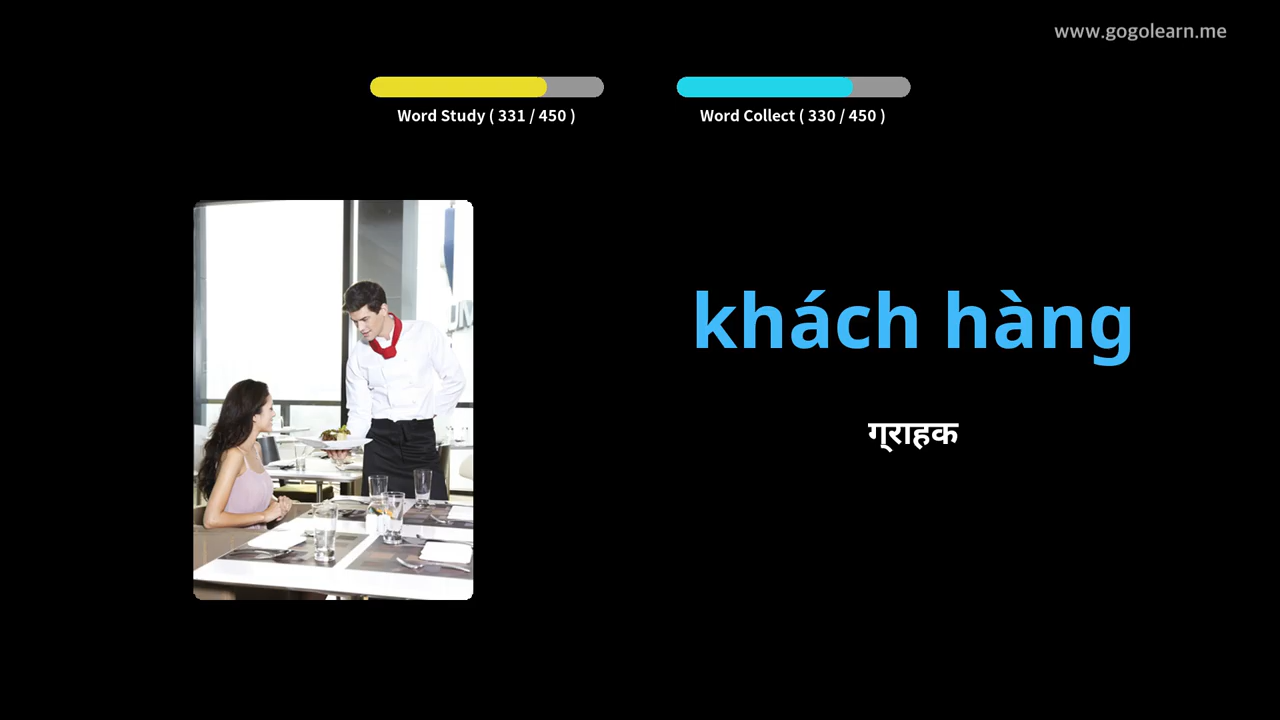 www.gogolearn.me
Word Study ( 331 / 450 )
Word Collect ( 330 / 450 )
khách hàng
ग्राहक